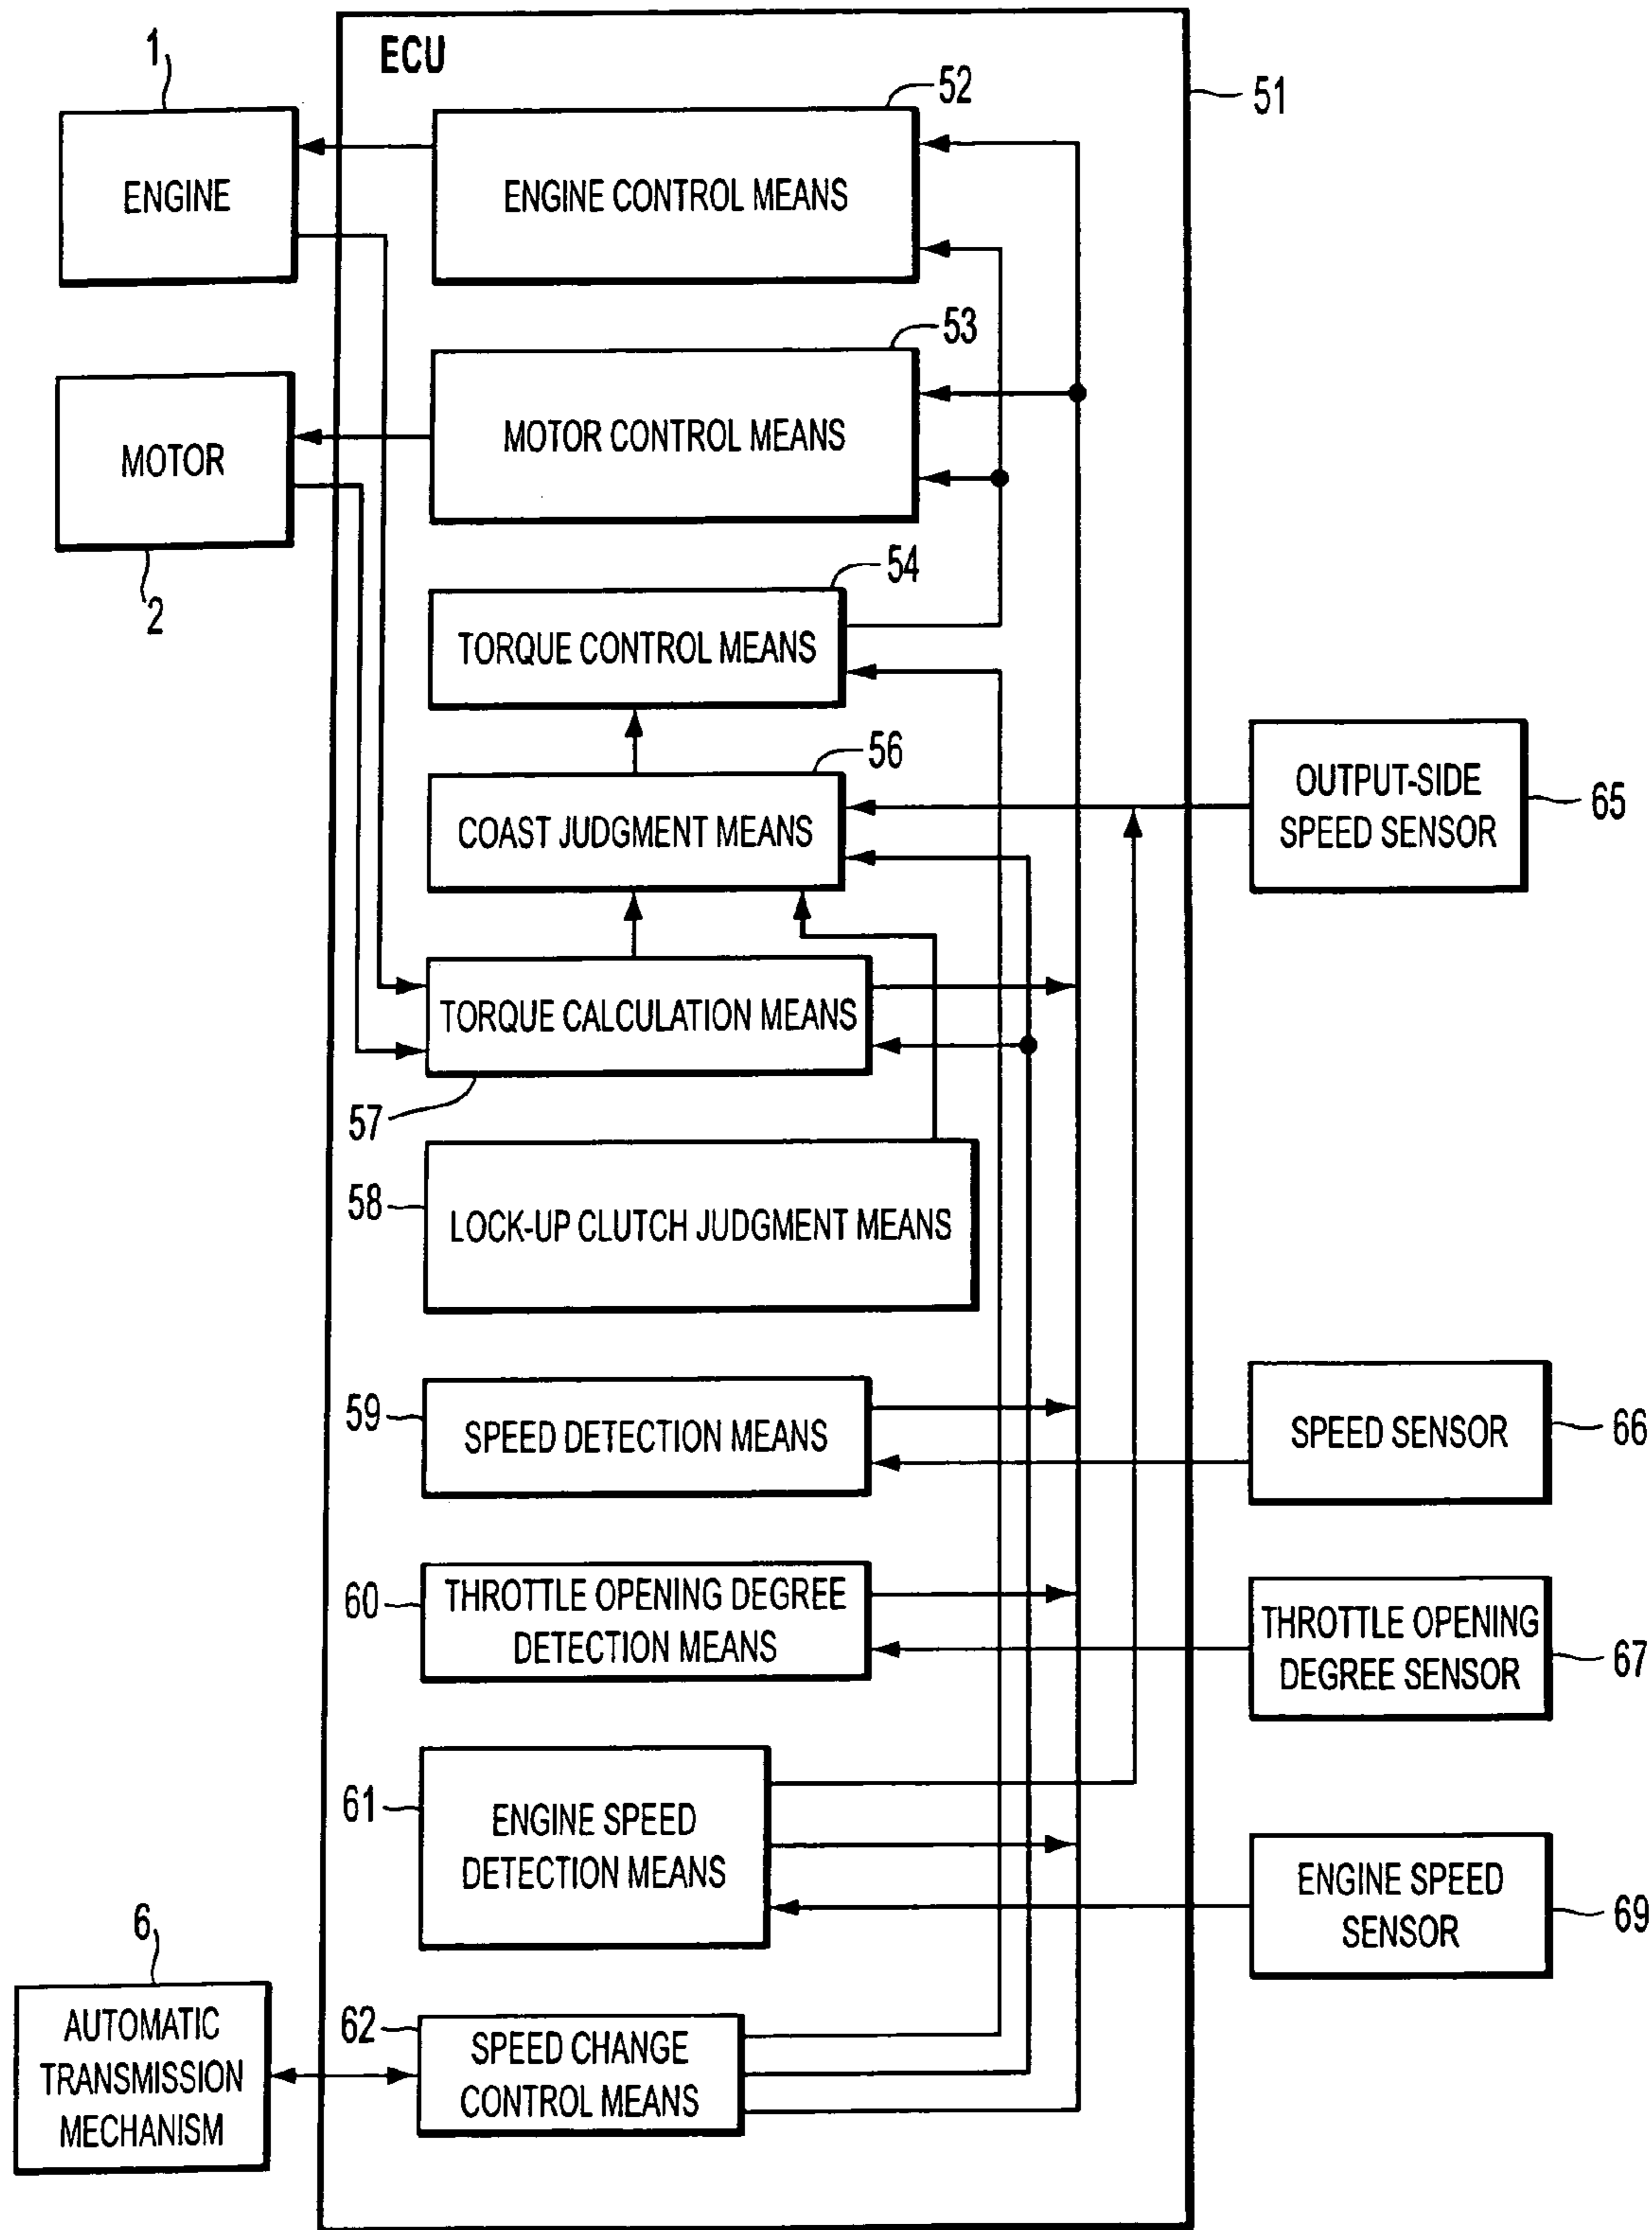 ECU
51
1
ENGINE
52
ENGINE CONTROL MEANS
53
MOTOR CONTROL MEANS
MOTOR
2
54
TORQUE CONTROL MEANS
56
COAST JUDGMENT MEANS
OUTPUT-SIDE
SPEED SENSOR
65
TORQUE CALCULATION MEANS
57
58
LOCK-UP CLUTCH JUDGMENT MEANS
59
SPEED DETECTION MEANS
SPEED SENSOR
66
60
THROTTLE OPENING DEGREE
DETECTION MEANS
THROTTLE OPENING
DEGREE SENSOR
67
61
ENGINE SPEED
DETECTION MEANS
ENGINE SPEED
SENSOR
69
6
AUTOMATIC
TRANSMISSION
MECHANISM
62
SPEED CHANGE
CONTROL MEANS